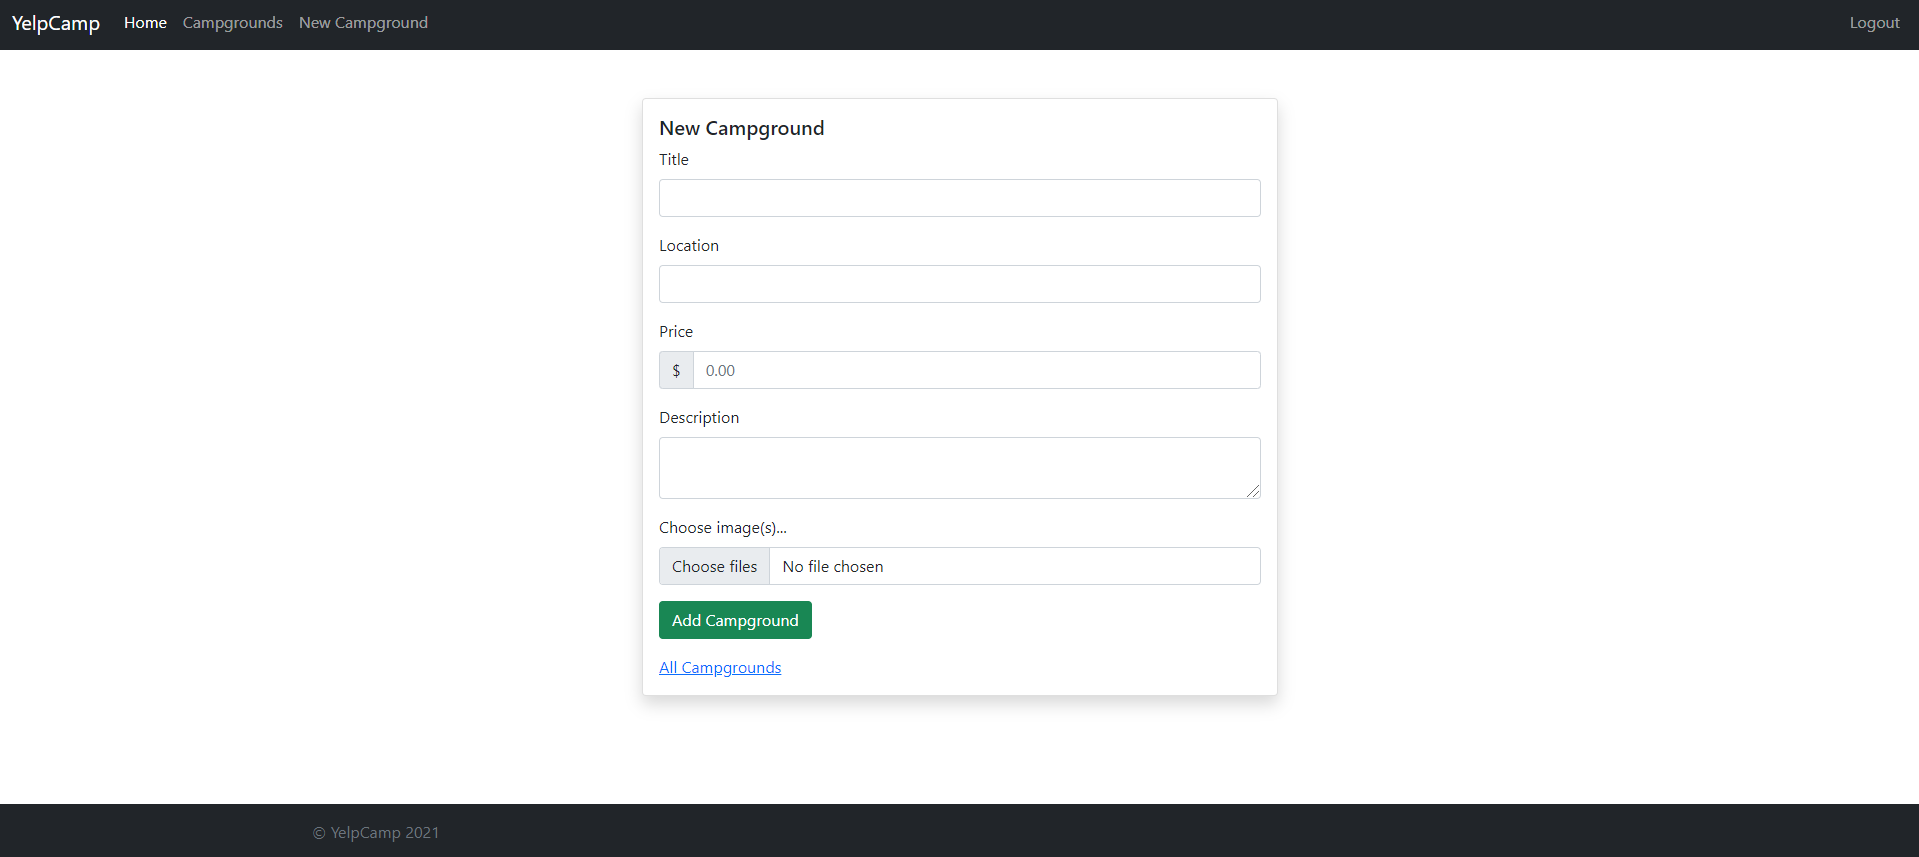 YelpCamp Home Campgrounds New Campground Logout
New Campground
Title
Location
Price
$ 0.00
Description
Choose image(s)...
Choose files No file chosen
Add Campground
All Campgrounds
© YelpCamp 2021